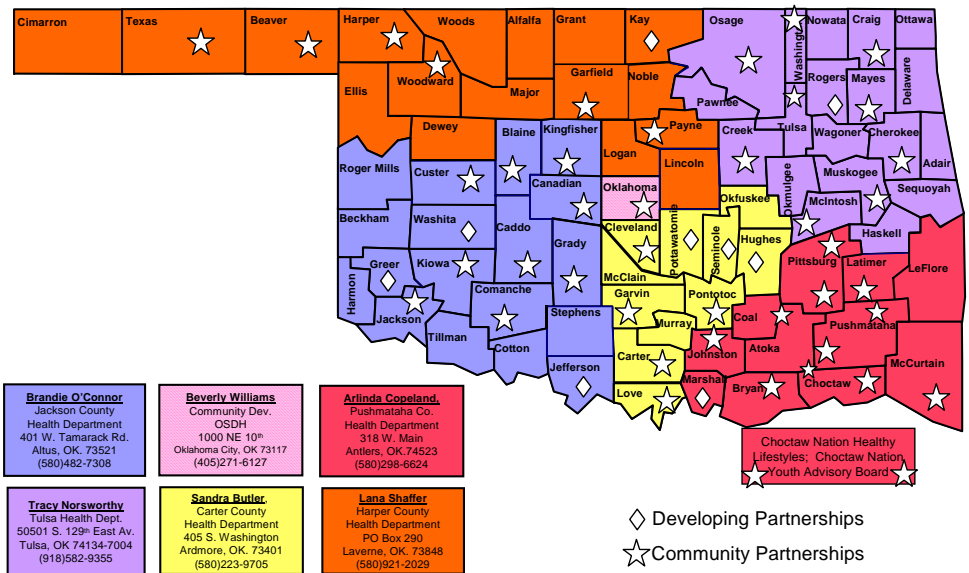 Cimarron
Texas
Beaver
Harper
Woods
Alfalfa
Grant
Kay
Osage
Washingt
Nowata
Craig
Ottawa
Ellis
Woodward
Major
Garfield
Noble
Pawnee
Rogers
Mayes
Delaware
Dewey
Blaine
Kingfisher
Logan
Payne
Creek
Tulsa
Wagoner
Cherokee
Adair
Roger Mills
Custer
Canadian
Oklahoma
Lincoln
Okfuskee
Okmulgee
Muskogee
McIntosh
Sequoyah
Beckham
Washita
Caddo
Grady
Cleveland
Pottawatomie
Seminole
Hughes
Haskell
Harmon
Greer
Kiowa
McClain
Pittsburg
Latimer
LeFlore
Jackson
Comanche
Stephens
Garvin
Pontotoc
Coal
Pushmataha
Tillman
Cotton
Murray
Johnston
Atoka
McCurtain
Jefferson
Carter
Love
Marshall
Bryan
Choctaw
Brandie O'Connor
Jackson County
Health Department
401 W. Tamarack Rd.
Altus, OK. 73521
(580)482-7308
Beverly Williams
Community Dev.
OSDH
1000 NE 10th
Oklahoma City, OK 73117
(405)271-6127
Arlinda Copeland,
Pushmataha Co.
Health Department
318 W. Main
Antlers, OK.74523
(580)298-6624
Tracy Norsworthy
Tulsa Health Dept.
50501 S. 129th East Av.
Tulsa, OK 74134-7004
(918)582-9355
Sandra Butler,
Carter County
Health Department
405 S. Washington
Ardmore, OK. 73401
(580)223-9705
Lana Shaffer
Harper County
Health Department
PO Box 290
Laverne, OK. 73848
(580)921-2029
Choctaw Nation Healthy
Lifestyles; Choctaw Nation
Youth Advisory Board
Developing Partnerships
Community Partnerships